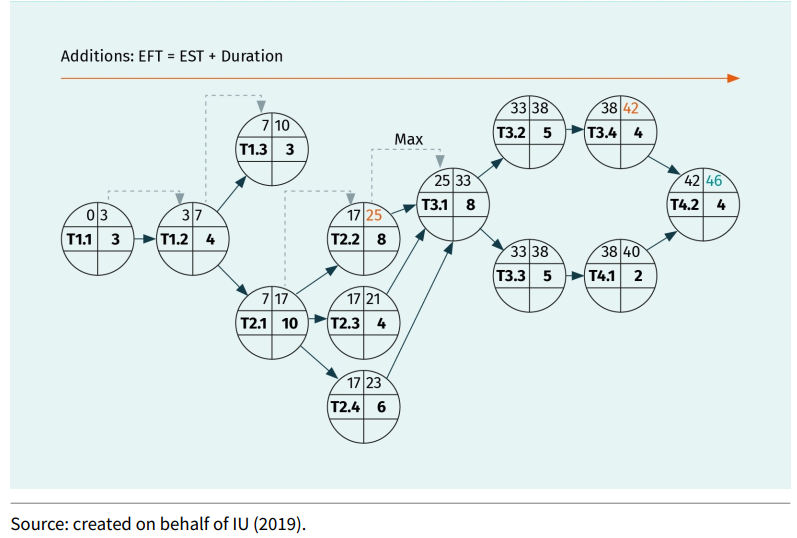 Additions: EFT = EST + Duration
0 3
T1.1 3
3 7
T1.2 4
7 10
T1.3 3
7 17
T2.1 10
17 25
T2.2 8
17 21
T2.3 4
17 23
T2.4 6
Max
25 33
T3.1 8
33 38
T3.2 5
33 38
T3.3 5
38 42
T3.4 4
38 40
T4.1 2
42 46
T4.2 4
Source: created on behalf of IU (2019).